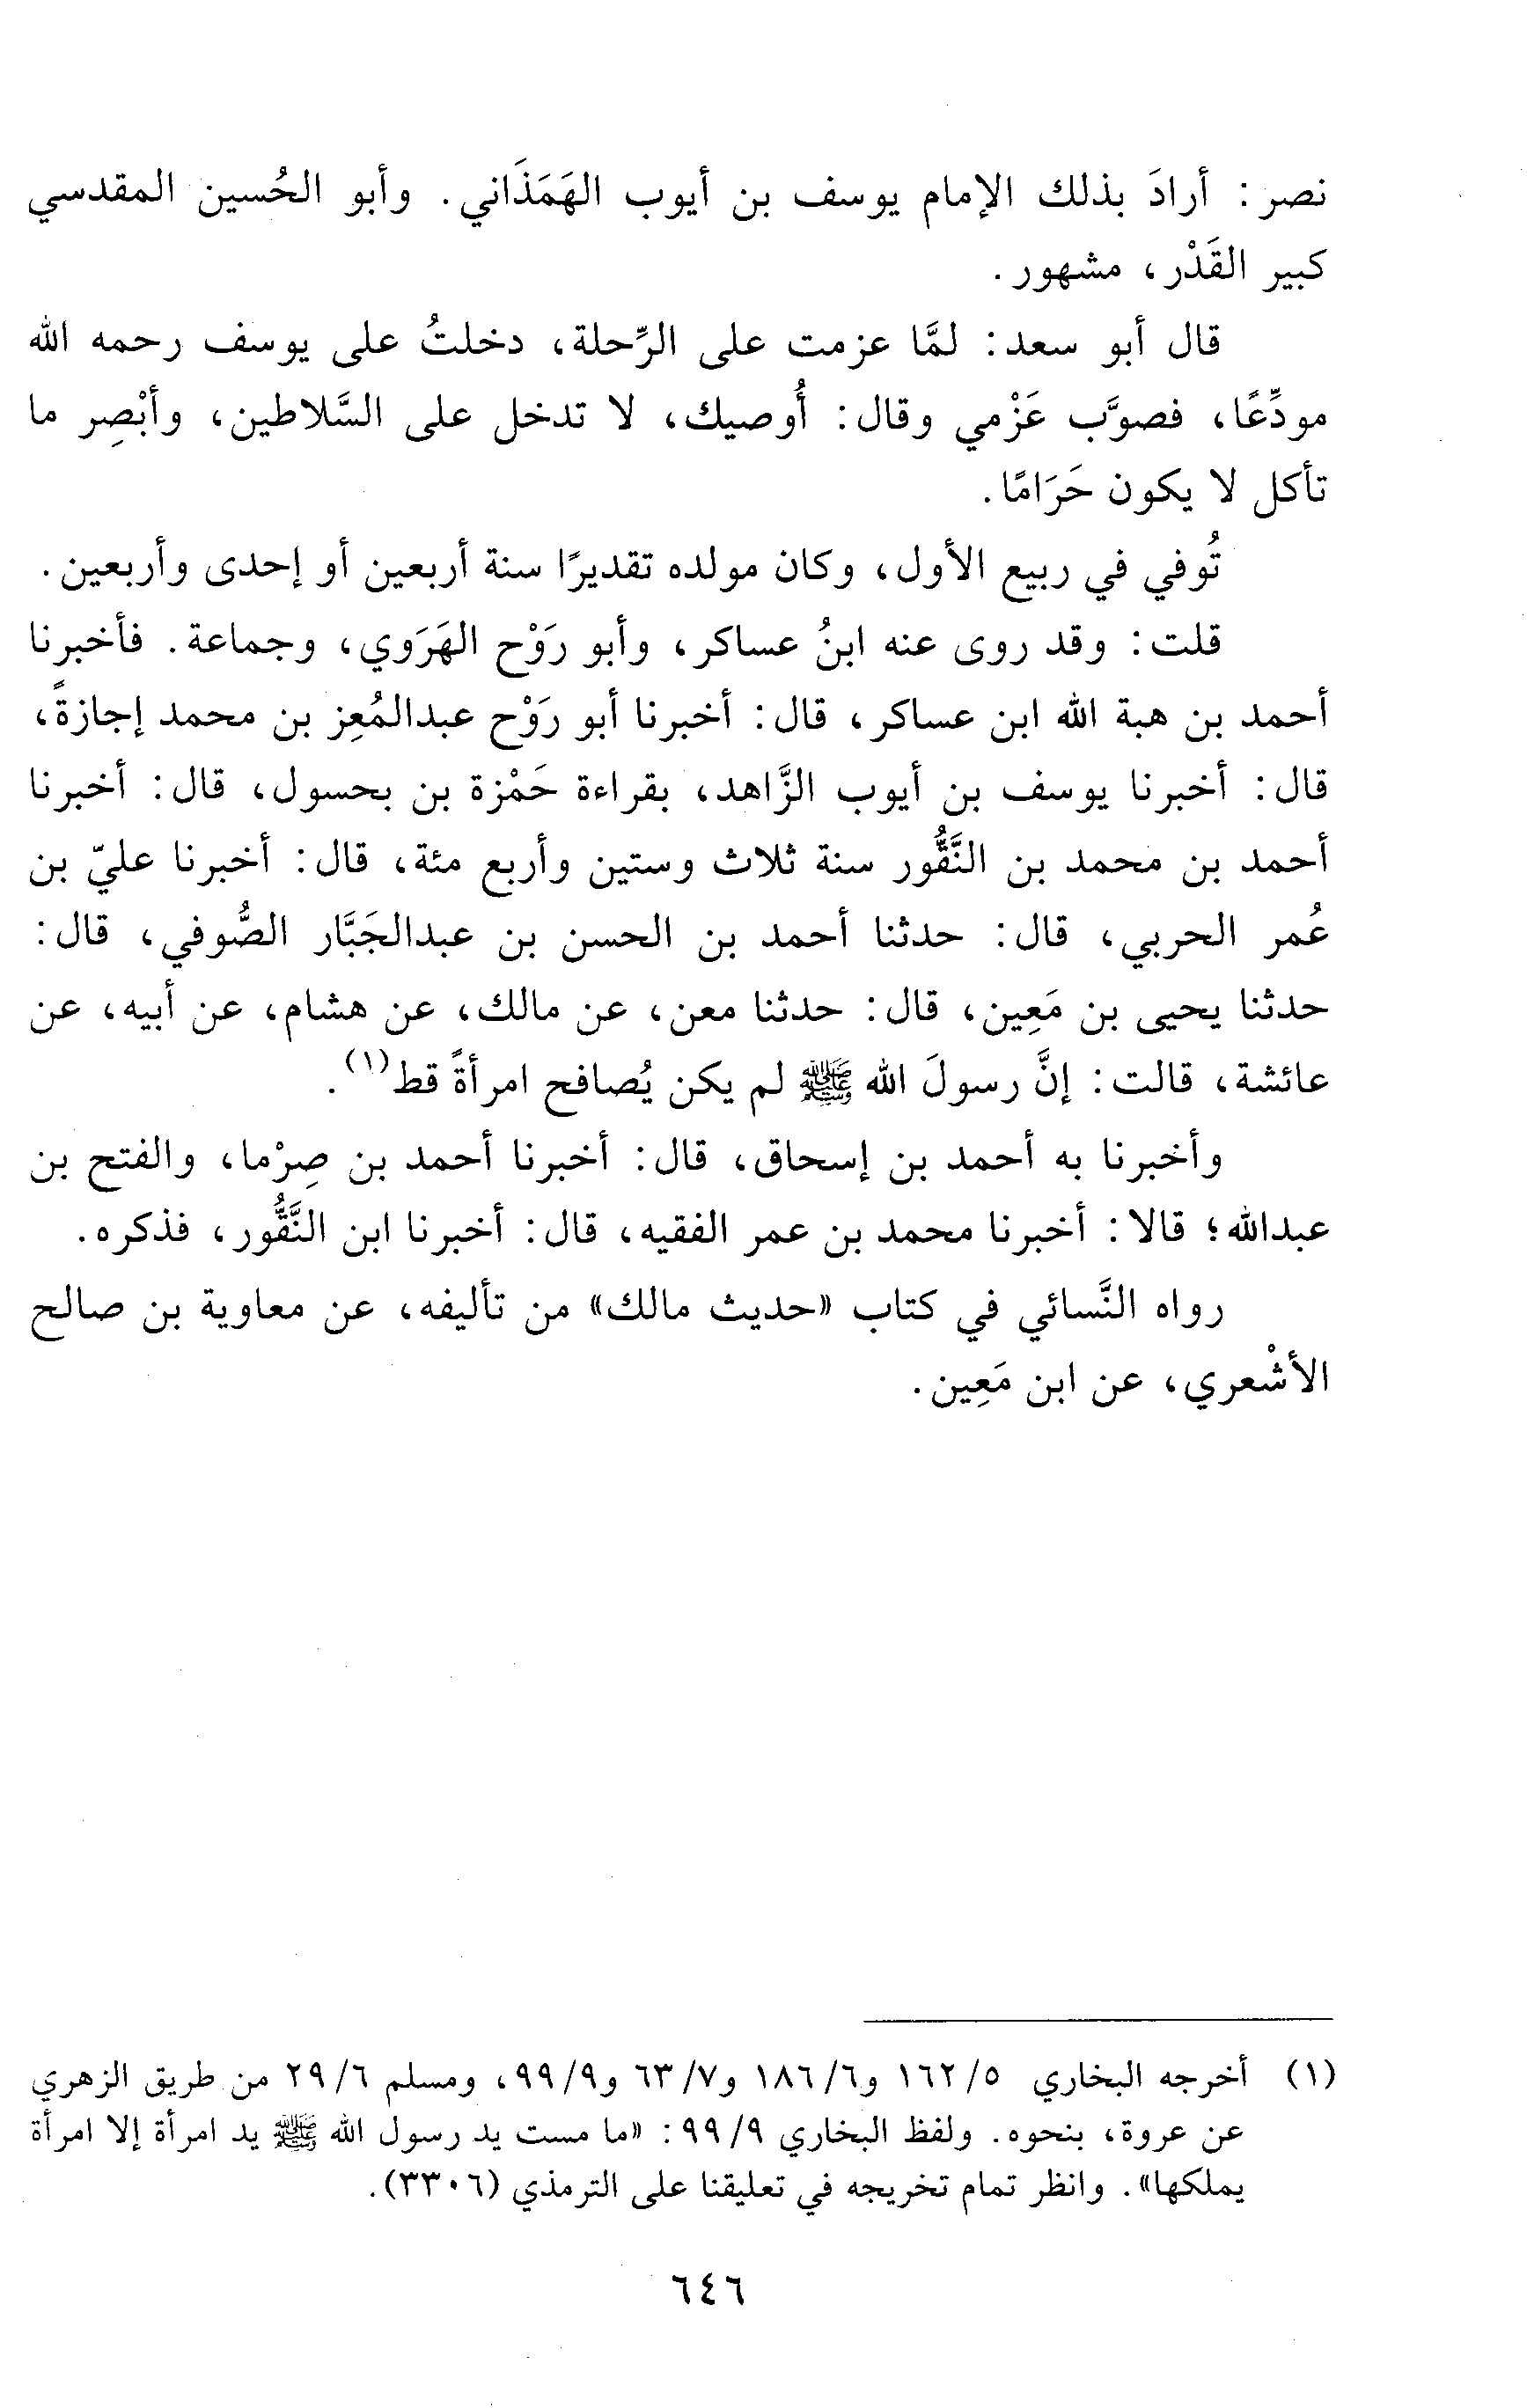 نصر: أرادَ بذلك الإمام يوسف بن أيوب الهَمَذَاني. وأبو الحُسين المقدسي
كبير القَدْر، مشهور.
قال أبو سعد: لمَّا عزمت على الرِّحلة، دخلتُ على يوسف رحمه الله
مودِّعًا، فصوَّب عَزْمي وقال: أُوصيك، لا تدخل على السَّلاطين، وأبْصِر ما
تأكل لا يكون حَرَامًا.
تُوفي في ربيع الأول، وكان مولده تقديرًا سنة أربعين أو إحدى وأربعين.
قلت: وقد روى عنه ابنُ عساكر، وأبو رَوْح الهَرَوي، وجماعة. فأخبرنا
أحمد بن هبة الله ابن عساكر، قال: أخبرنا أبو رَوْح عبدالمُعِز بن محمد إجازةً،
قال: أخبرنا يوسف بن أيوب الزَّاهد، بقراءة حَمْزة بن بحسول، قال: أخبرنا
أحمد بن محمد بن النَّقُّور سنة ثلاث وستين وأربع مئة، قال: أخبرنا عليّ بن
عُمر الحربي، قال: حدثنا أحمد بن الحسن بن عبدالجَبَّار الصُّوفي، قال:
حدثنا يحيى بن مَعِين، قال: حدثنا معن، عن مالك، عن هشام، عن أبيه، عن
عائشة، قالت: إنَّ رسولَ الله ﷺ لم يكن يُصافح امرأةً قط(١).
وأخبرنا به أحمد بن إسحاق، قال: أخبرنا أحمد بن صِرْما، والفتح بن
عبدالله؛ قالا: أخبرنا محمد بن عمر الفقيه، قال: أخبرنا ابن النَّقُّور، فذكره.
رواه النَّسائي في كتاب «حديث مالك» من تأليفه، عن معاوية بن صالح
الأشْعري، عن ابن مَعِين.
(١) أخرجه البخاري ٥/ ١٦٢ و٦/ ١٨٦ و٧/ ٦٣ و٩/ ٩٩، ومسلم ٦/ ٢٩ من طريق الزهري
عن عروة، بنحوه. ولفظ البخاري ٩/ ٩٩: «ما مست يد رسول الله ﷺ يد امرأة إلا امرأة
يملكها». وانظر تمام تخريجه في تعليقنا على الترمذي (٣٣٠٦).
٦٤٦